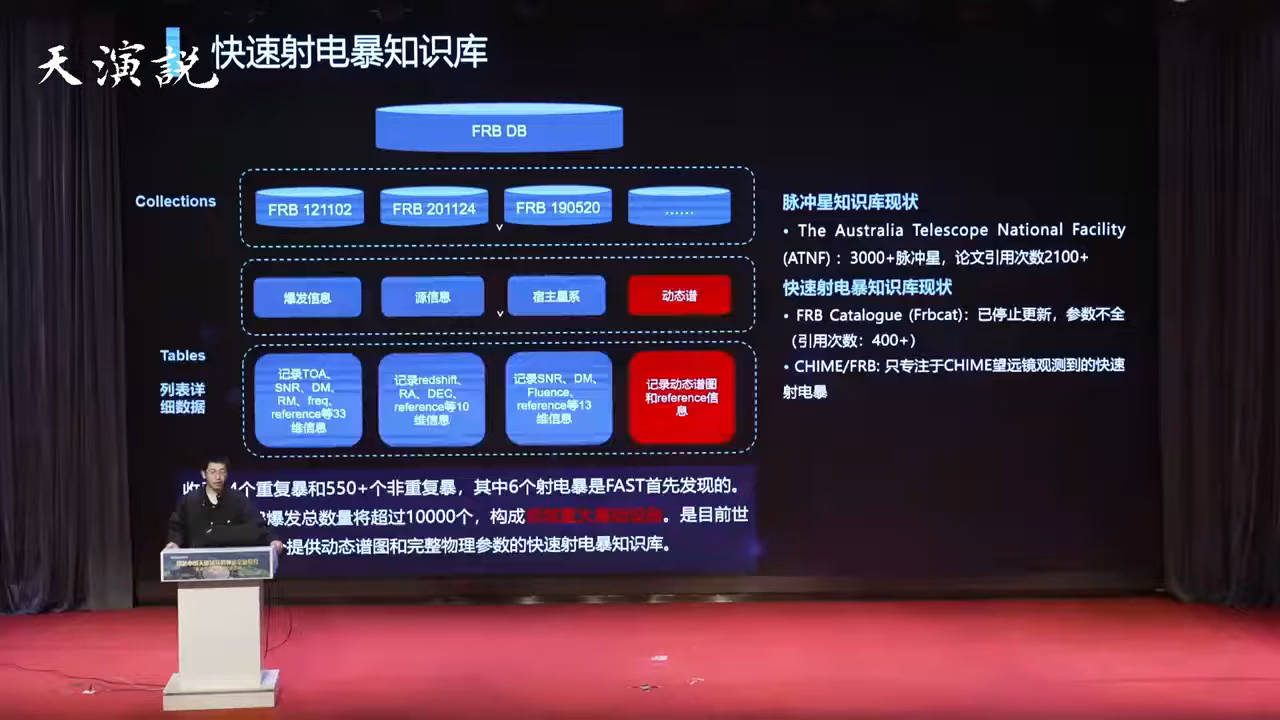 天演説
快速射电暴知识库
FRB DB
Collections
FRB 121102
FRB 201124
FRB 190520
......
爆发信息
源信息
宿主星系
动态谱
Tables
列表详
细数据
记录TOA、
SNR、DM、
RM、freq、
reference等33
维信息
记录redshift、
RA、DEC、
reference等10
维信息
记录SNR、DM、
Fluence、
reference等13
维信息
记录动态谱图
和reference信
息
脉冲星知识库现状
• The Australia Telescope National Facility
(ATNF) ：3000+脉冲星，论文引用次数2100+
快速射电暴知识库现状
• FRB Catalogue (Frbcat)：已停止更新，参数不全
（引用次数：400+）
• CHIME/FRB: 只专注于CHIME望远镜观测到的快速
射电暴
4个重复暴和550+个非重复暴，其中6个射电暴是FAST首先发现的。
爆发总数量将超过10000个，构成 。是目前世
提供动态谱图和完整物理参数的快速射电暴知识库。